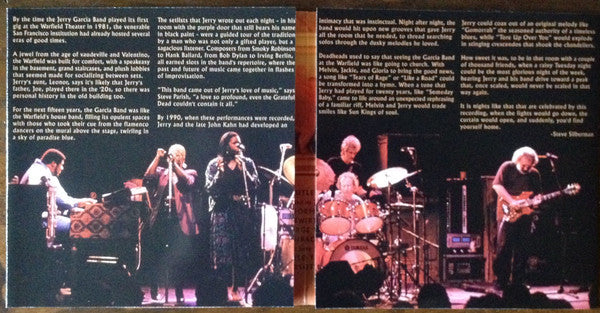 By the time the Jerry Garcia Band played its first
gig at the Warfield Theater in 1981, the venerable
San Francisco institution had already hosted several
eras of good times.
A jewel from the age of vaudeville and Valentino,
the Warfield was built for comfort, with a speakeasy
in the basement, grand staircases, and plush lobbies
that seemed made for socializing between sets.
Jerry's aunt, Leonor, says it's likely that Jerry's
father, Joe, played there in the '20s, so there was
personal history in the old building too.
For the next fifteen years, the Garcia Band was like
the Warfield's house band, filling its opulent spaces
with those who took their cue from the flamenco
dancers on the mural above the stage, twirling in
a sky of paradise blue.
The setlists that Jerry wrote out each night - in his
room with the purple door that still bears his name
in black paint - were a guided tour of the tradition
by a man who was not only a gifted player, but a
sagacious listener. Composers from Smokey Robinson
to Hank Ballard, from Bob Dylan to Irving Berlin,
all earned slots in the band's repertoire, where the
past and future of music came together in flashes
of improvisation.
"This band came out of Jerry's love of music," says
Steve Parish, "a love so profound, even the Grateful
Dead couldn't contain it all."
By 1990, when these performances were recorded,
Jerry and the late John Kahn had developed an
intimacy that was instinctual. Night after night, the
band would lie upon new grooves that gave Jerry
all the room that he needed, to thread searching
solos through the dusky melodies he loved.
Deadheads used to say that seeing the Garcia Band
at the Warfield was like going to church. With
Melvin, Jackie, and Gloria to bring the good news,
a song like "Tears of Rage" or "Like a Road" could
be transformed into a hymn. When a tune that
Jerry had played for twenty years, like "Someday
Baby," came to life around an unexpected rephrasing
of a familiar riff, Melvin and Jerry would trade
smiles like Sun Kings of soul.
Jerry could coax out of an original melody like
"Gomorrah" the seasoned authority of a timeless
blues, while "Tore Up Over You" would explode
in stinging crescendos that shook the chandeliers.
How sweet it was, to be in that room with a couple
of thousand friends, when a rainy Tuesday night
could be the most glorious night of the week,
hearing Jerry and his band drive toward a peak
that, once scaled, would never be scaled in that
way again.
It is nights like that that are celebrated by this
recording, when the lights would go down, the
curtain would open, and suddenly, you'd find
yourself home.
-Steve Silberman
YAMAHA